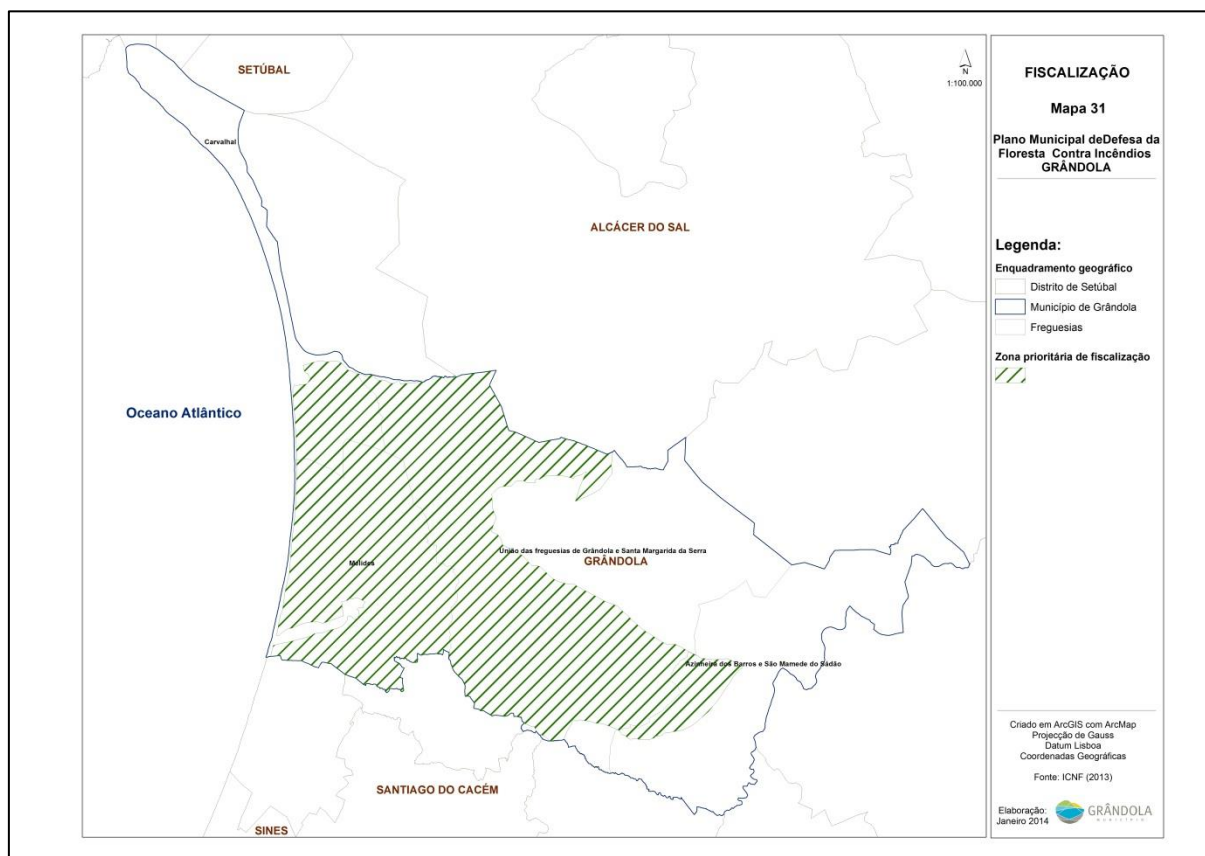 SETÚBAL
N
1:100.000
Carvalhal
ALCÁCER DO SAL
Oceano Atlântico
União das freguesias de Grândola e Santa Margarida da Serra
GRÂNDOLA
Melides
Azinheira dos Barros e São Mamede do Sádão
SANTIAGO DO CACÉM
SINES
FISCALIZAÇÃO
Mapa 31
Plano Municipal deDefesa da
Floresta Contra Incêndios
GRÂNDOLA
Legenda:
Enquadramento geográfico
Distrito de Setúbal
Município de Grândola
Freguesias
Zona prioritária de fiscalização
Criado em ArcGIS com ArcMap
Projecção de Gauss
Datum Lisboa
Coordenadas Geográficas
Fonte: ICNF (2013)
Elaboração:
Janeiro 2014
GRÂNDOLA
MUNICÍPIO